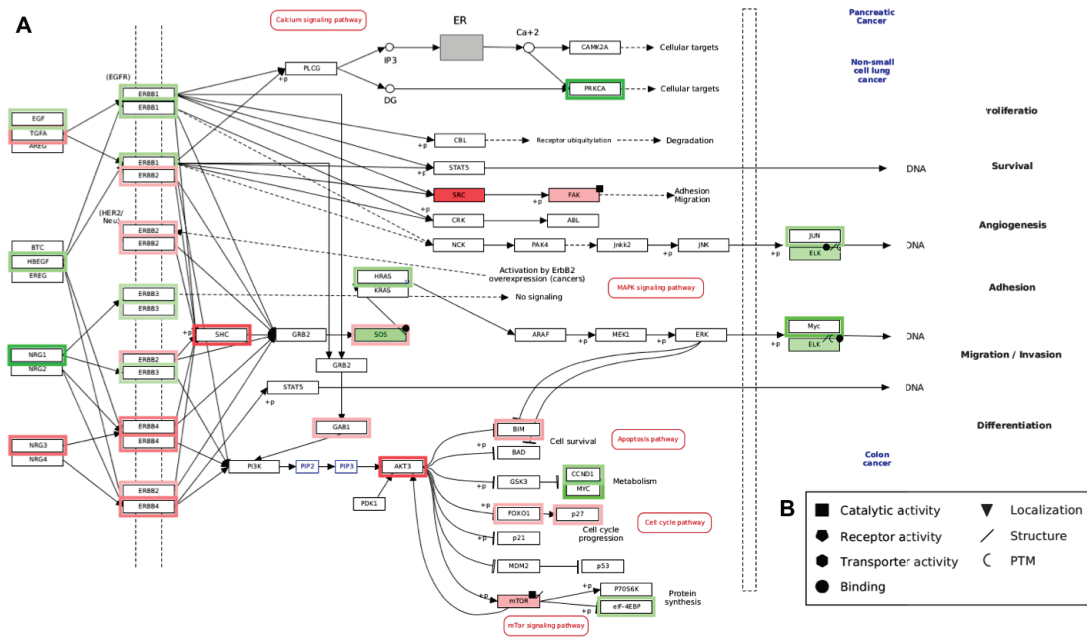 A
Calcium signaling pathway
ER
Ca+2
IP3
CAMK2A
Cellular targets
PLCG
+p
DG
PRKCA
Cellular targets
Pancreatic
Cancer
Non-small
cell lung
cancer
(EGFR)
ERBB1
ERBB1
EGF
TGFA
AREG
CBL
+p
Receptor ubiquitylation
Degradation
Proliferatio
ERBB1
ERBB2
STAT5
+p
DNA
Survival
SRC
+p
FAK
+p
Adhesion
Migration
CRK
+p
ABL
(HER2/
Neu)
ERBB2
ERBB2
Angiogenesis
NCK
PAK4
Jnkk2
JNK
+p
JUN
ELK
DNA
BTC
HBEGF
EREG
HRAS
KRAS
Activation by ErbB2
overexpression (cancers)
MAPK signaling pathway
Adhesion
ERBB3
ERBB3
No signaling
+p
SHC
GRB2
SOS
ARAF
+p
MEK1
+p
ERK
+p
Myc
ELK
DNA
NRG1
NRG2
ERBB2
ERBB3
GRB2
Migration / Invasion
STAT5
+p
DNA
ERBB4
ERBB4
GAB1
+p
BIM
Cell survival
Apoptosis pathway
Differentiation
NRG3
NRG4
+p
BAD
PI3K
PIP2
PIP3
AKT3
Colon
cancer
+p
GSK3
CCND1
MYC
Metabolism
ERBB2
ERBB4
PDK1
+p
FOXO1
p27
Cell cycle
progression
Cell cycle pathway
+p
p21
MDM2
p53
+p
mTOR
+p
P70S6K
+p
eIF-4EBP
Protein
synthesis
mTor signaling pathway
B
Catalytic activity
Receptor activity
Transporter activity
Binding
Localization
Structure
PTM